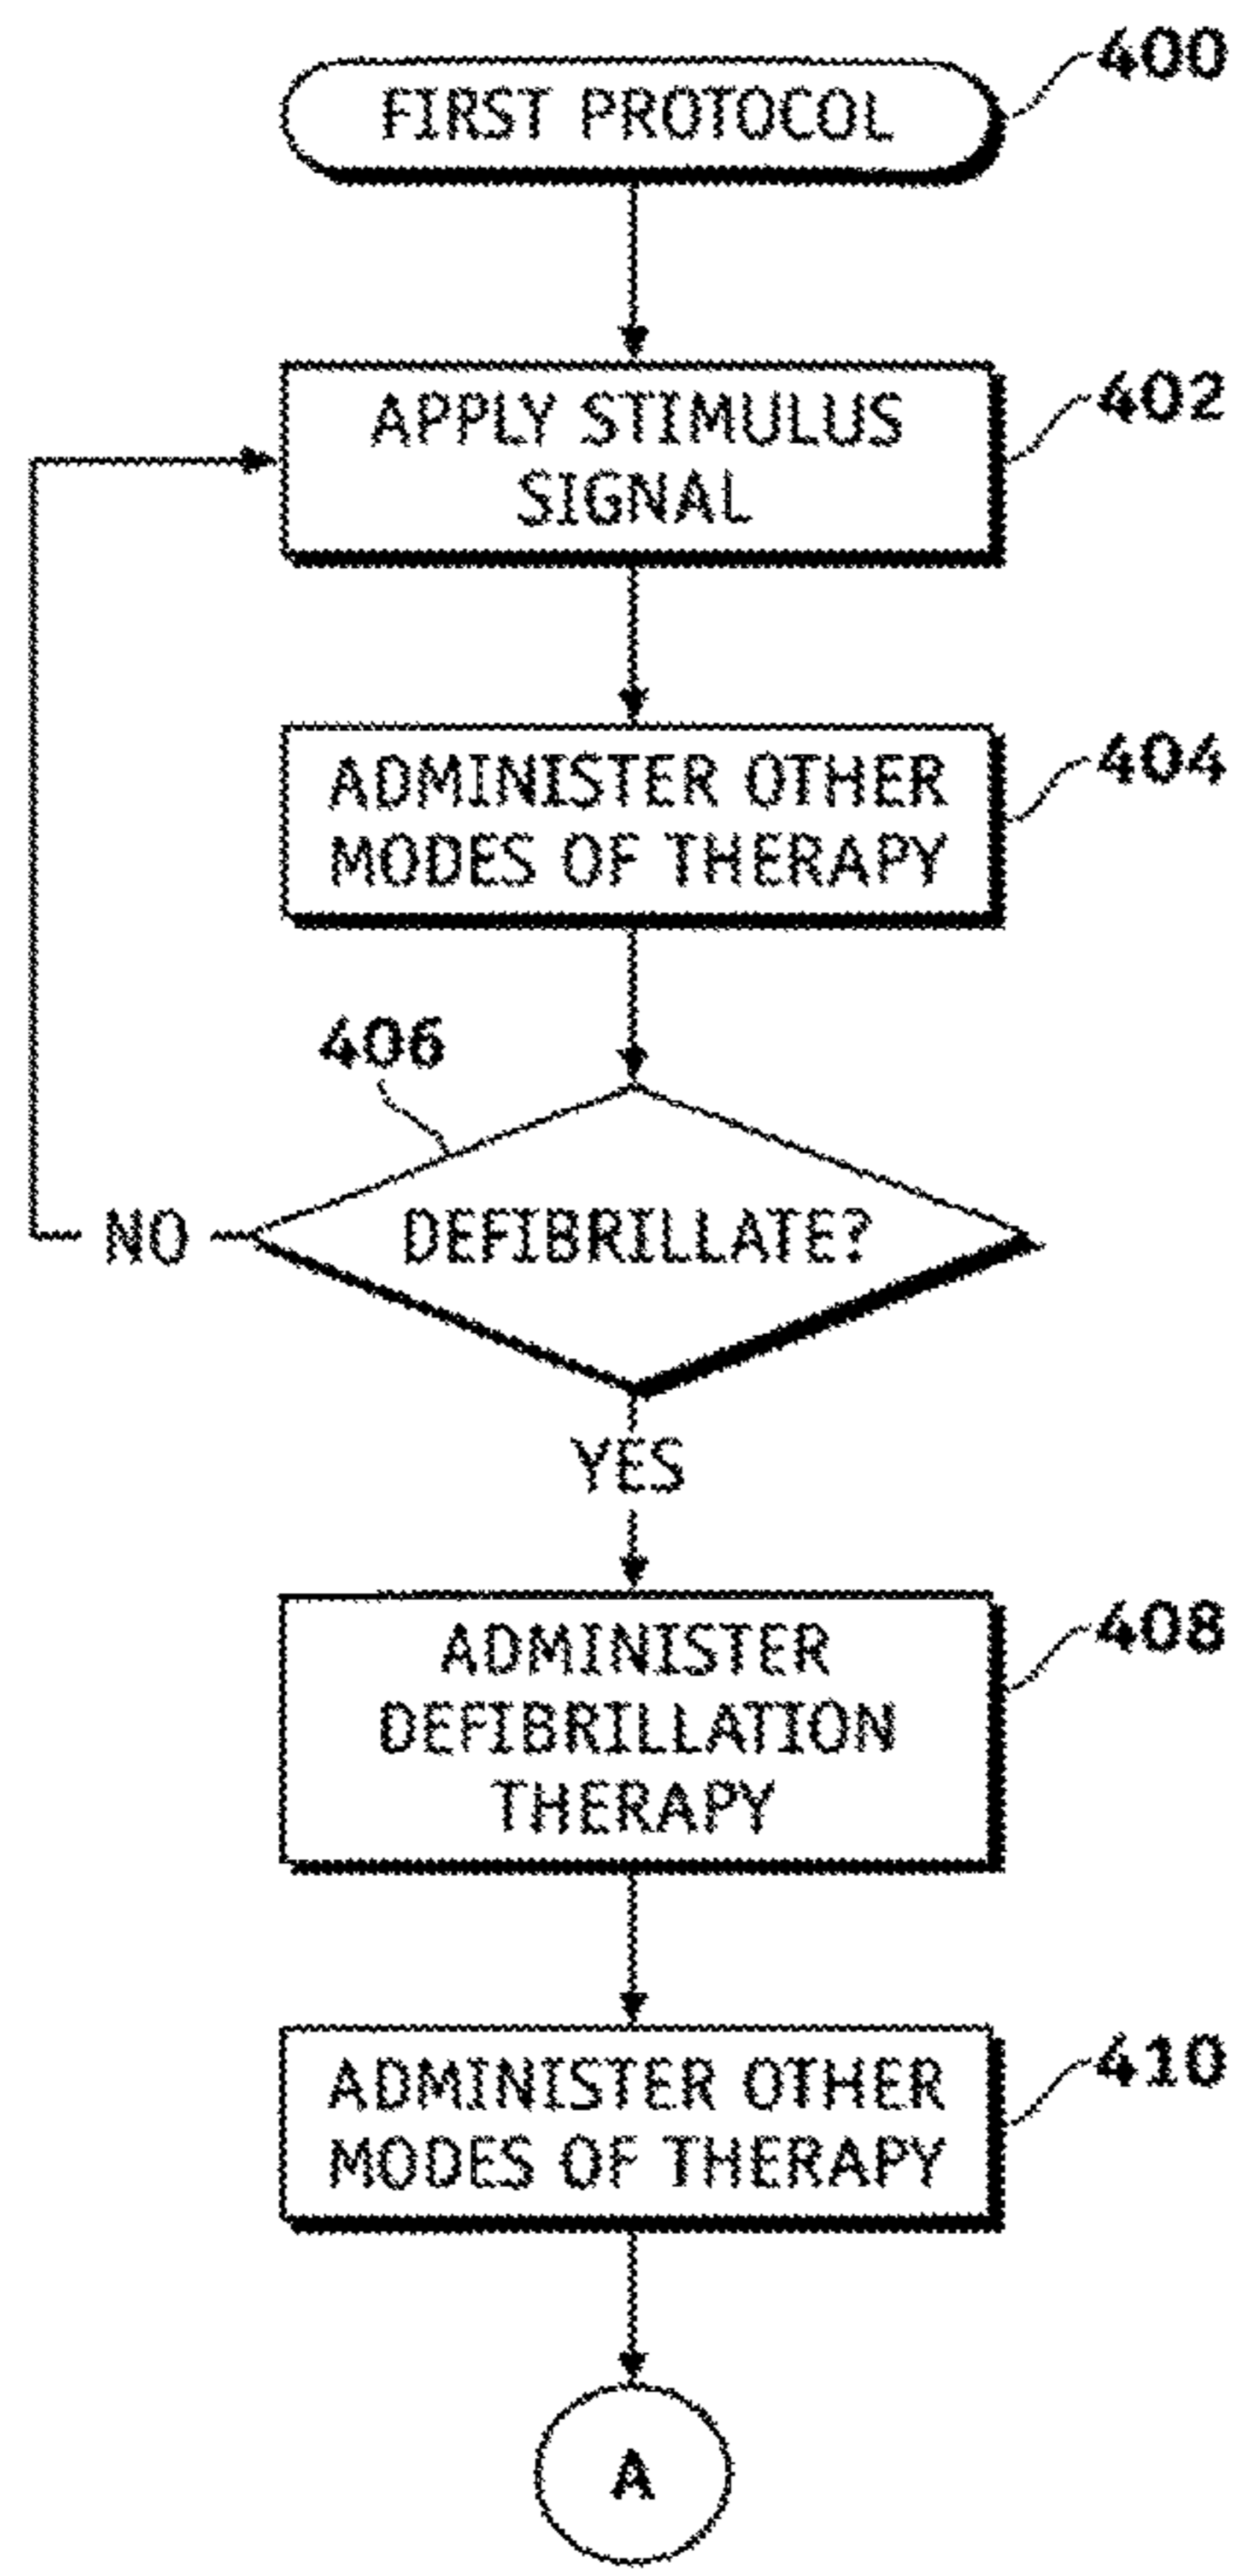 FIRST PROTOCOL
400
APPLY STIMULUS
SIGNAL
402
ADMINISTER OTHER
MODES OF THERAPY
404
406
DEFIBRILLATE?
NO
YES
ADMINISTER
DEFIBRILLATION
THERAPY
408
ADMINISTER OTHER
MODES OF THERAPY
410
A